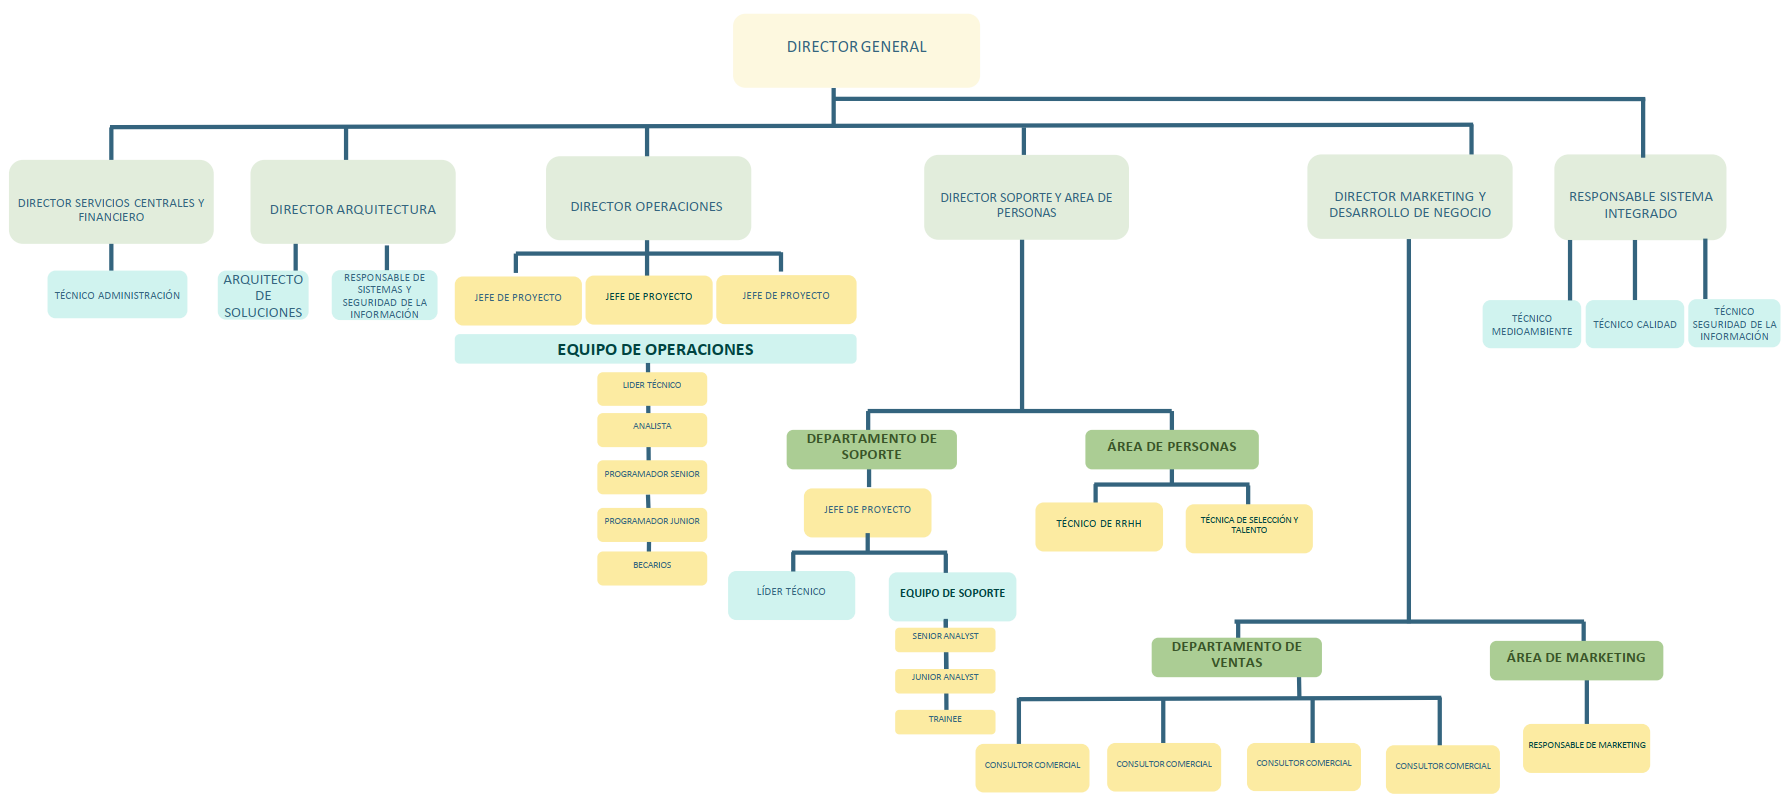 DIRECTOR GENERAL
DIRECTOR SERVICIOS CENTRALES Y
FINANCIERO
DIRECTOR ARQUITECTURA
DIRECTOR OPERACIONES
DIRECTOR SOPORTE Y AREA DE
PERSONAS
DIRECTOR MARKETING Y
DESARROLLO DE NEGOCIO
RESPONSABLE SISTEMA
INTEGRADO
TÉCNICO ADMINISTRACIÓN
ARQUITECTO
DE
SOLUCIONES
RESPONSABLE DE
SISTEMAS Y
SEGURIDAD DE LA
INFORMACIÓN
JEFE DE PROYECTO
JEFE DE PROYECTO
JEFE DE PROYECTO
TÉCNICO
MEDIOAMBIENTE
TÉCNICO CALIDAD
TÉCNICO
SEGURIDAD DE LA
INFORMACIÓN
EQUIPO DE OPERACIONES
LIDER TÉCNICO
ANALISTA
PROGRAMADOR SENIOR
PROGRAMADOR JUNIOR
BECARIOS
DEPARTAMENTO DE
SOPORTE
ÁREA DE PERSONAS
JEFE DE PROYECTO
TÉCNICO DE RRHH
TÉCNICA DE SELECCIÓN Y
TALENTO
LÍDER TÉCNICO
EQUIPO DE SOPORTE
SENIOR ANALYST
JUNIOR ANALYST
TRAINEE
DEPARTAMENTO DE
VENTAS
ÁREA DE MARKETING
CONSULTOR COMERCIAL
CONSULTOR COMERCIAL
CONSULTOR COMERCIAL
CONSULTOR COMERCIAL
RESPONSABLE DE MARKETING